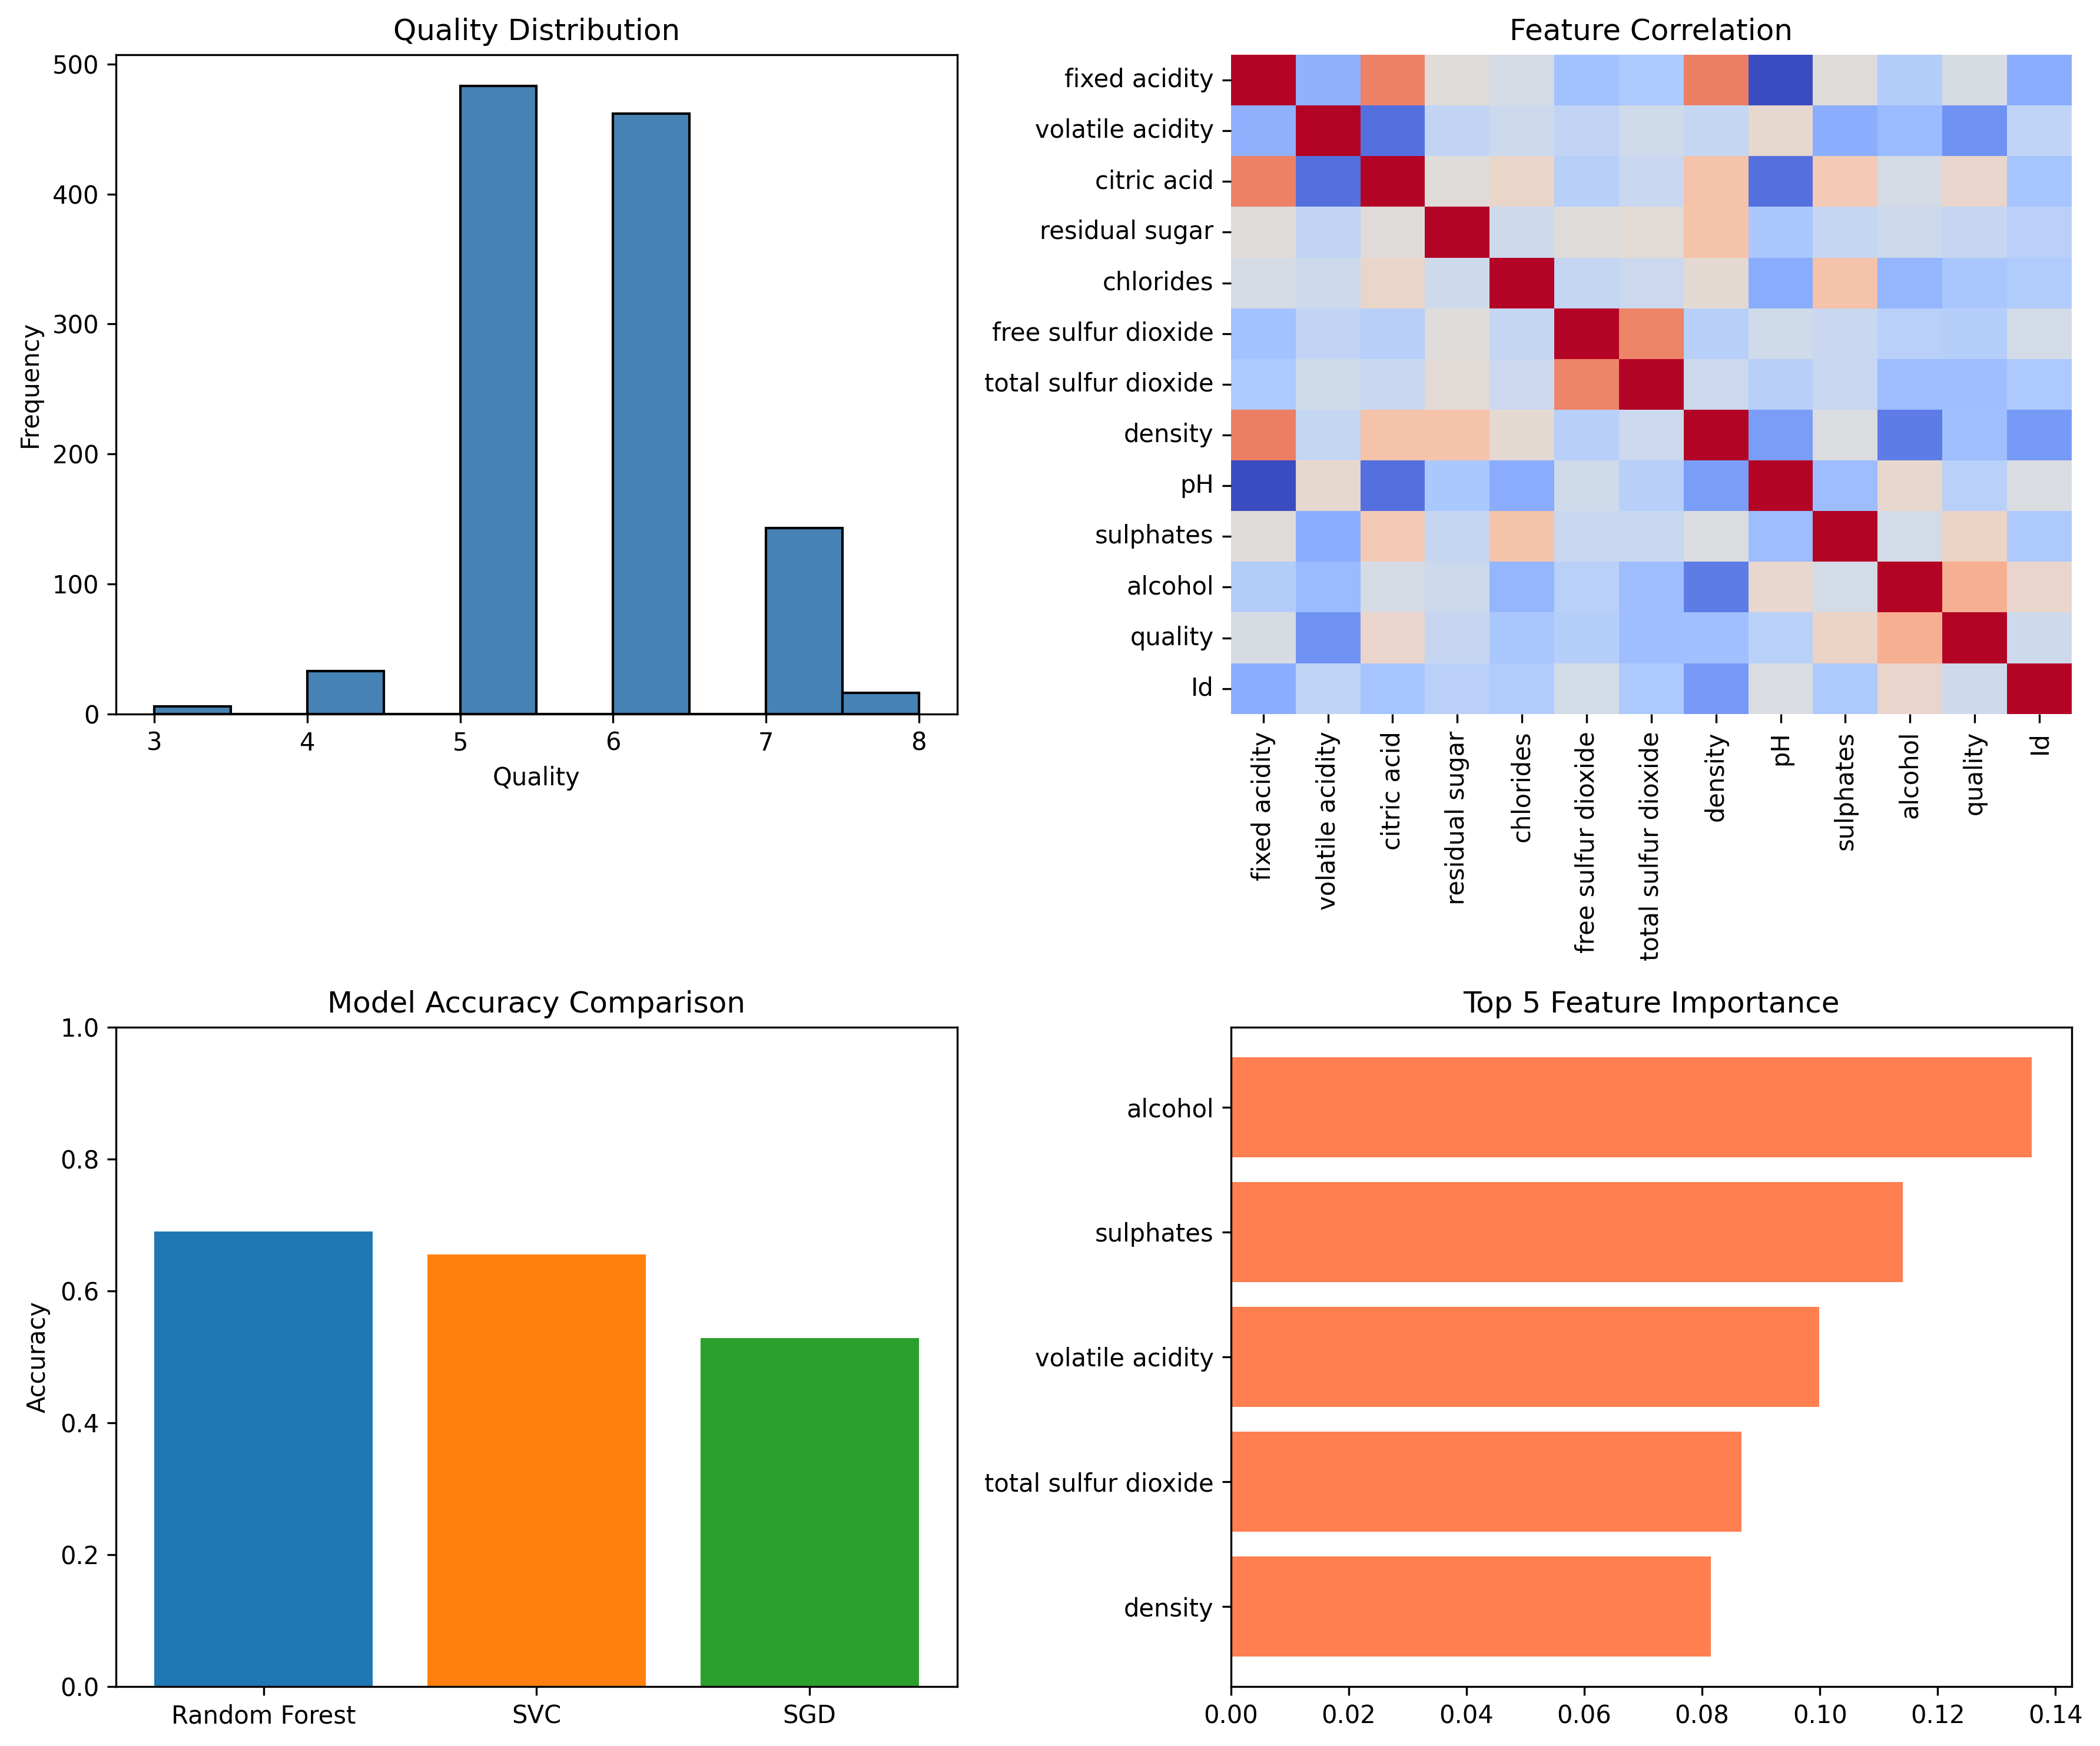 Quality Distribution
500
400
300
200
100
0
Frequency
3 4 5 6 7 8
Quality
Feature Correlation
fixed acidity
volatile acidity
citric acid
residual sugar
chlorides
free sulfur dioxide
total sulfur dioxide
density
pH
sulphates
alcohol
quality
Id
fixed acidity
volatile acidity
citric acid
residual sugar
chlorides
free sulfur dioxide
total sulfur dioxide
density
pH
sulphates
alcohol
quality
Id
Model Accuracy Comparison
1.0
0.8
0.6
0.4
0.2
0.0
Accuracy
Random Forest SVC SGD
Top 5 Feature Importance
alcohol
sulphates
volatile acidity
total sulfur dioxide
density
0.00 0.02 0.04 0.06 0.08 0.10 0.12 0.14